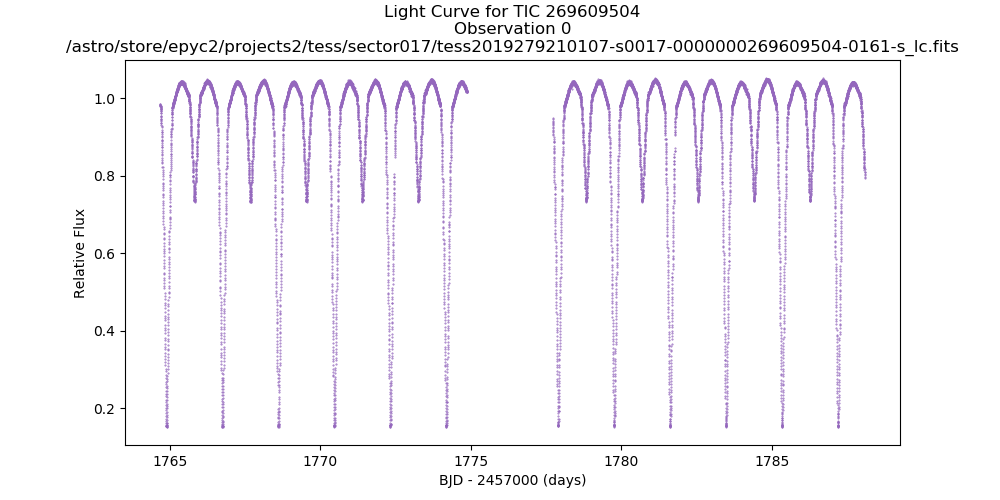 Light Curve for TIC 269609504
Observation 0
/astro/store/epyc2/projects2/tess/sector017/tess2019279210107-s0017-0000000269609504-0161-s_lc.fits
Relative Flux
1.0
0.8
0.6
0.4
0.2
1765
1770
1775
1780
1785
BJD - 2457000 (days)